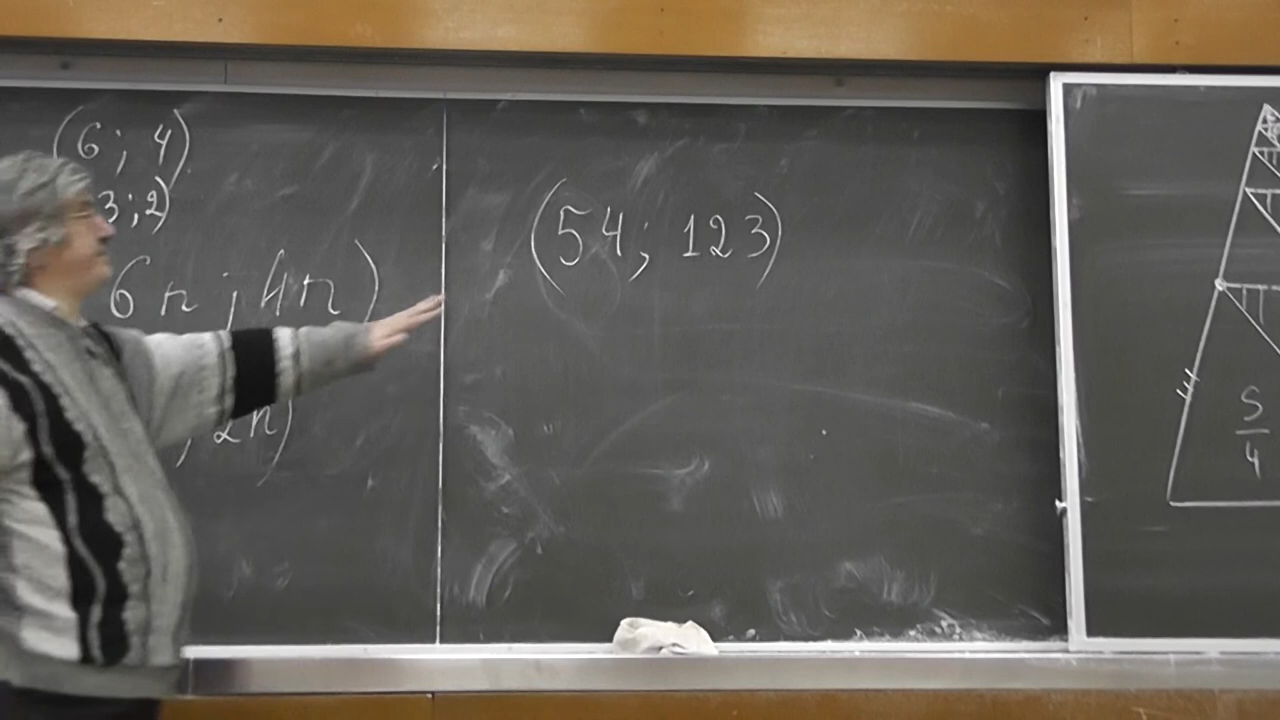 (6; 4)
3; 2)
6n; 4n)
; 2n)
(54; 123)
S
4